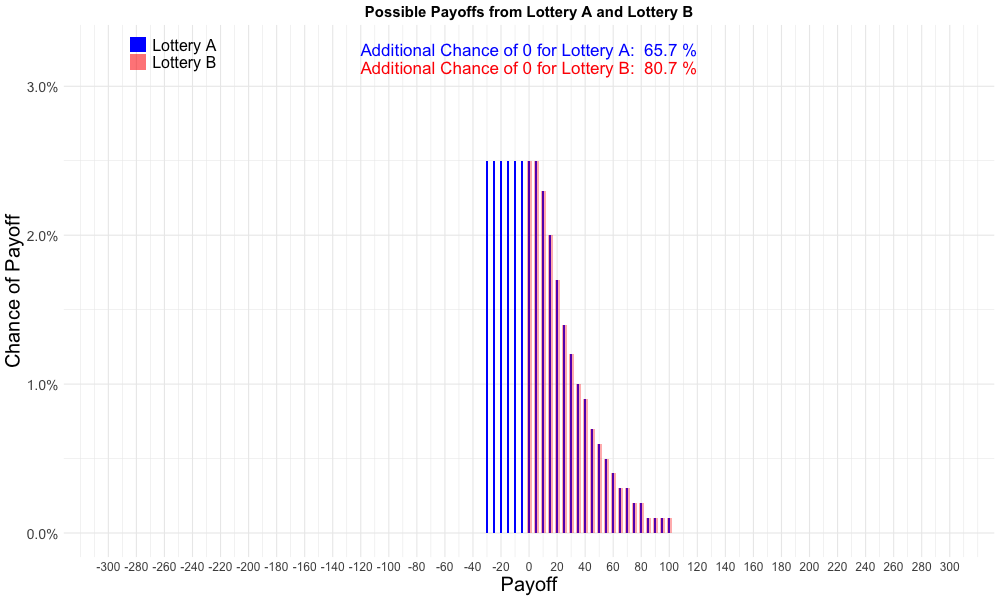 Possible Payoffs from Lottery A and Lottery B
Lottery A
Lottery B
Additional Chance of 0 for Lottery A: 65.7 %
Additional Chance of 0 for Lottery B: 80.7 %
Chance of Payoff
3.0%
2.0%
1.0%
0.0%
-300 -280 -260 -240 -220 -200 -180 -160 -140 -120 -100 -80 -60 -40 -20 0 20 40 60 80 100 120 140 160 180 200 220 240 260 280 300
Payoff